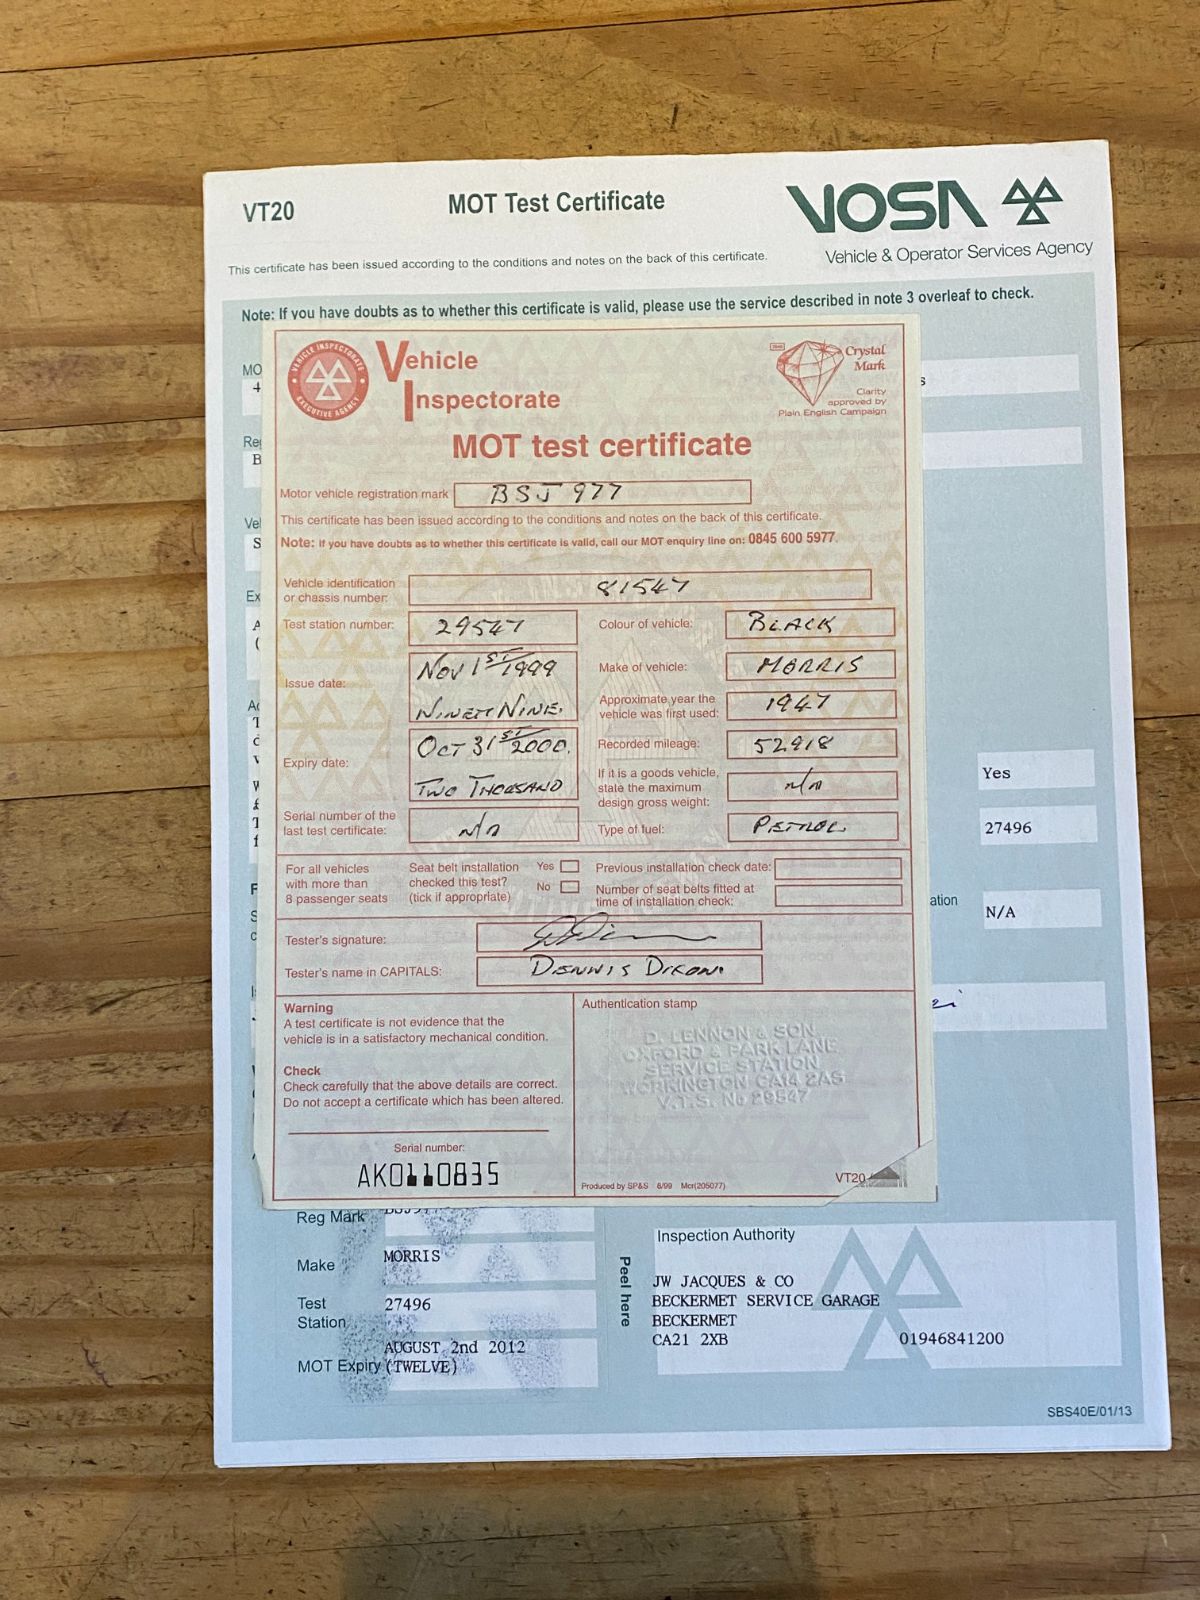 VT20
MOT Test Certificate
VOSA
Vehicle & Operator Services Agency
This certificate has been issued according to the conditions and notes on the back of this certificate.
Note: If you have doubts as to whether this certificate is valid, please use the service described in note 3 overleaf to check.
VEHICLE INSPECTORATE
EXECUTIVE AGENCY
Vehicle
Inspectorate
Crystal
Mark
Clarity
approved by
Plain English Campaign
MOT test certificate
Motor vehicle registration mark BSJ 977
This certificate has been issued according to the conditions and notes on the back of this certificate.
Note: If you have doubts as to whether this certificate is valid, call our MOT enquiry line on: 0845 600 5977.
Vehicle identification
or chassis number: 81547
Test station number: 29547
Colour of vehicle: BLACK
Issue date: NOV 1ST 1999
NINETY NINE.
Make of vehicle: MORRIS
Approximate year the
vehicle was first used: 1947
Expiry date: OCT 31ST 2000.
TWO THOUSAND
Recorded mileage: 52918
If it is a goods vehicle,
state the maximum
design gross weight: n/a
Serial number of the
last test certificate: n/a
Type of fuel: PETROL.
For all vehicles
with more than
8 passenger seats
Seat belt installation
checked this test?
(tick if appropriate)
Yes
No
Previous installation check date:
Number of seat belts fitted at
time of installation check:
Tester's signature:
Tester's name in CAPITALS: DENNIS DIXON.
Warning
A test certificate is not evidence that the
vehicle is in a satisfactory mechanical condition.
Check
Check carefully that the above details are correct.
Do not accept a certificate which has been altered.
Serial number:
AK0110835
Authentication stamp
D. LENNON & SON
OXFORD & PARK LANE
SERVICE STATION
WORKINGTON CA14 2AS
V.T.S. No 29547
Produced by SP&S 6/99 Mcr(205077)
VT20
Yes
27496
ation
N/A
Reg Mark
Make MORRIS
Test
Station 27496
MOT Expiry AUGUST 2nd 2012
(TWELVE)
Peel here
Inspection Authority
JW JACQUES & CO
BECKERMET SERVICE GARAGE
BECKERMET
CA21 2XB 01946841200
SBS40E/01/13